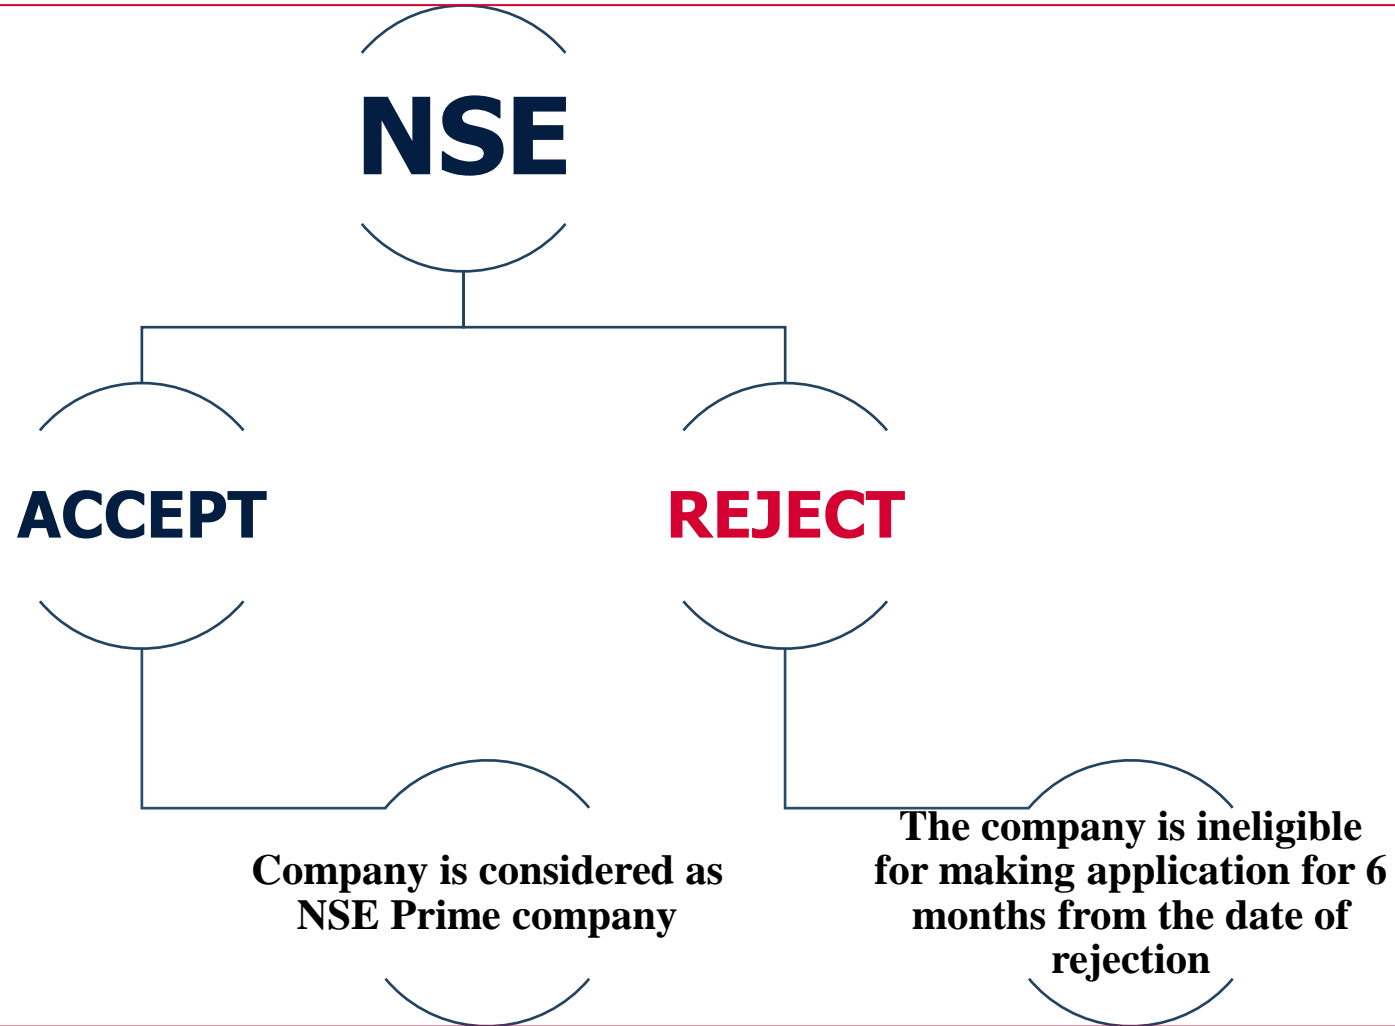 NSE
ACCEPT
REJECT
Company is considered as
NSE Prime company
The company is ineligible
for making application for 6
months from the date of
rejection